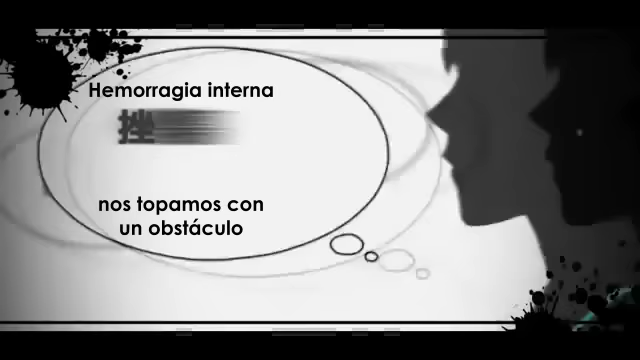 Hemorragia interna
挫
nos topamos con
un obstáculo